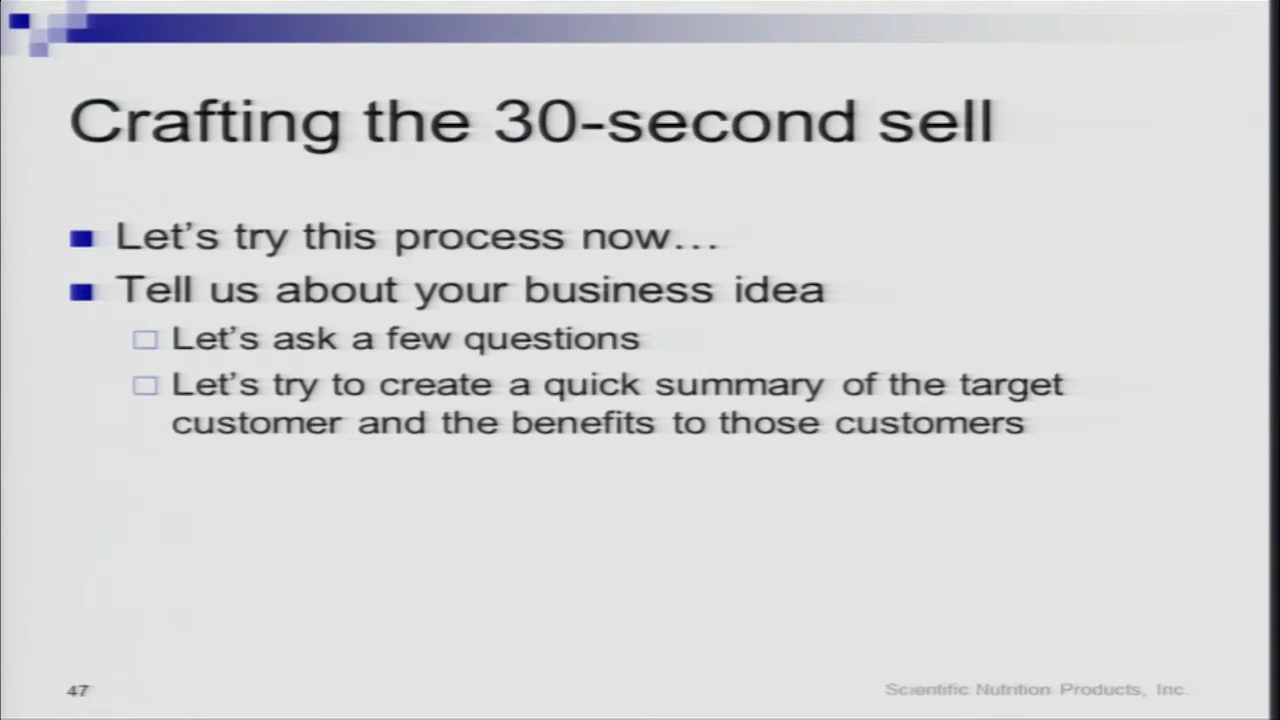 Crafting the 30-second sell
Let's try this process now…
Tell us about your business idea
Let's ask a few questions
Let's try to create a quick summary of the target
customer and the benefits to those customers
47
Scientific Nutrition Products, Inc.